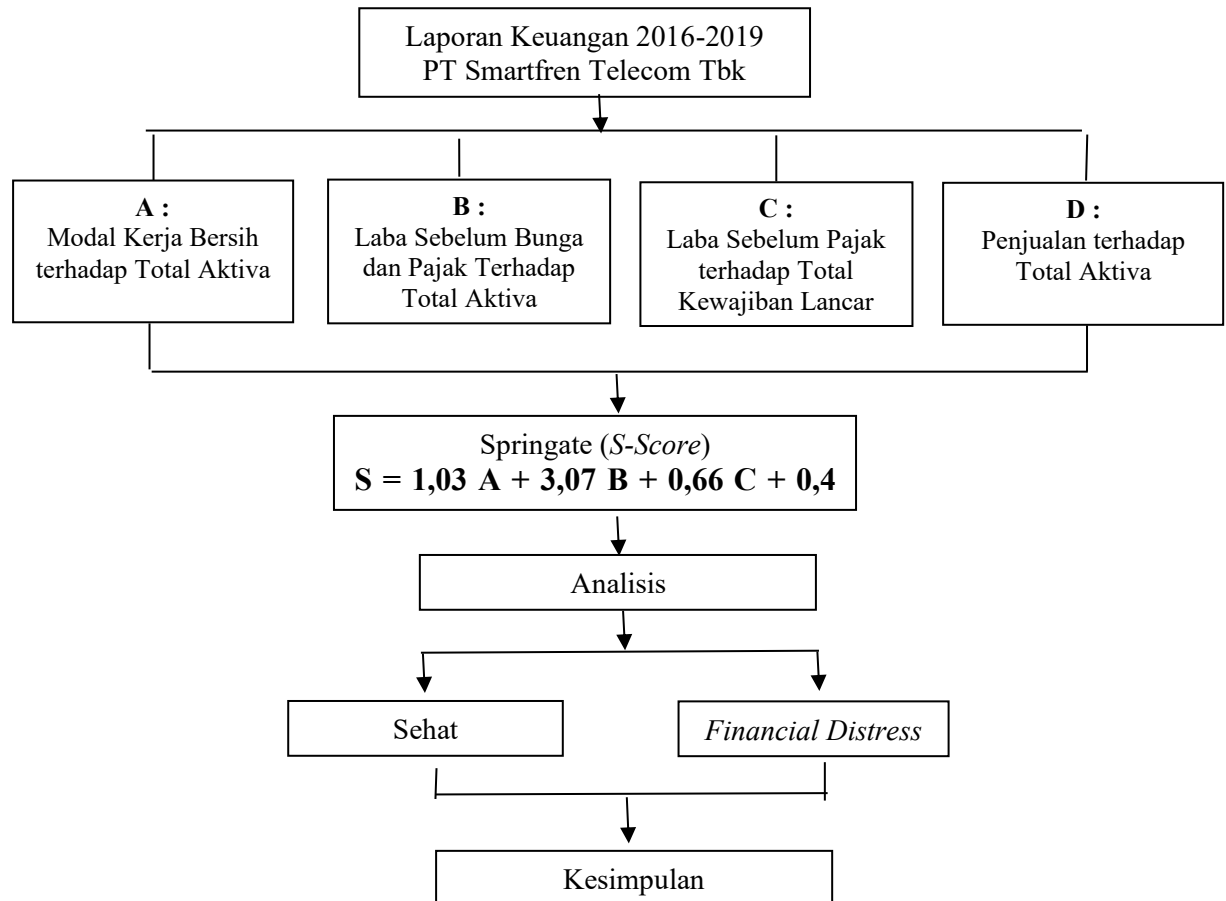 Laporan Keuangan 2016-2019
PT Smartfren Telecom Tbk
A :
Modal Kerja Bersih
terhadap Total Aktiva
B :
Laba Sebelum Bunga
dan Pajak Terhadap
Total Aktiva
C :
Laba Sebelum Pajak
terhadap Total
Kewajiban Lancar
D :
Penjualan terhadap
Total Aktiva
Springate (S-Score)
S = 1,03 A + 3,07 B + 0,66 C + 0,4
Analisis
Sehat
Financial Distress
Kesimpulan